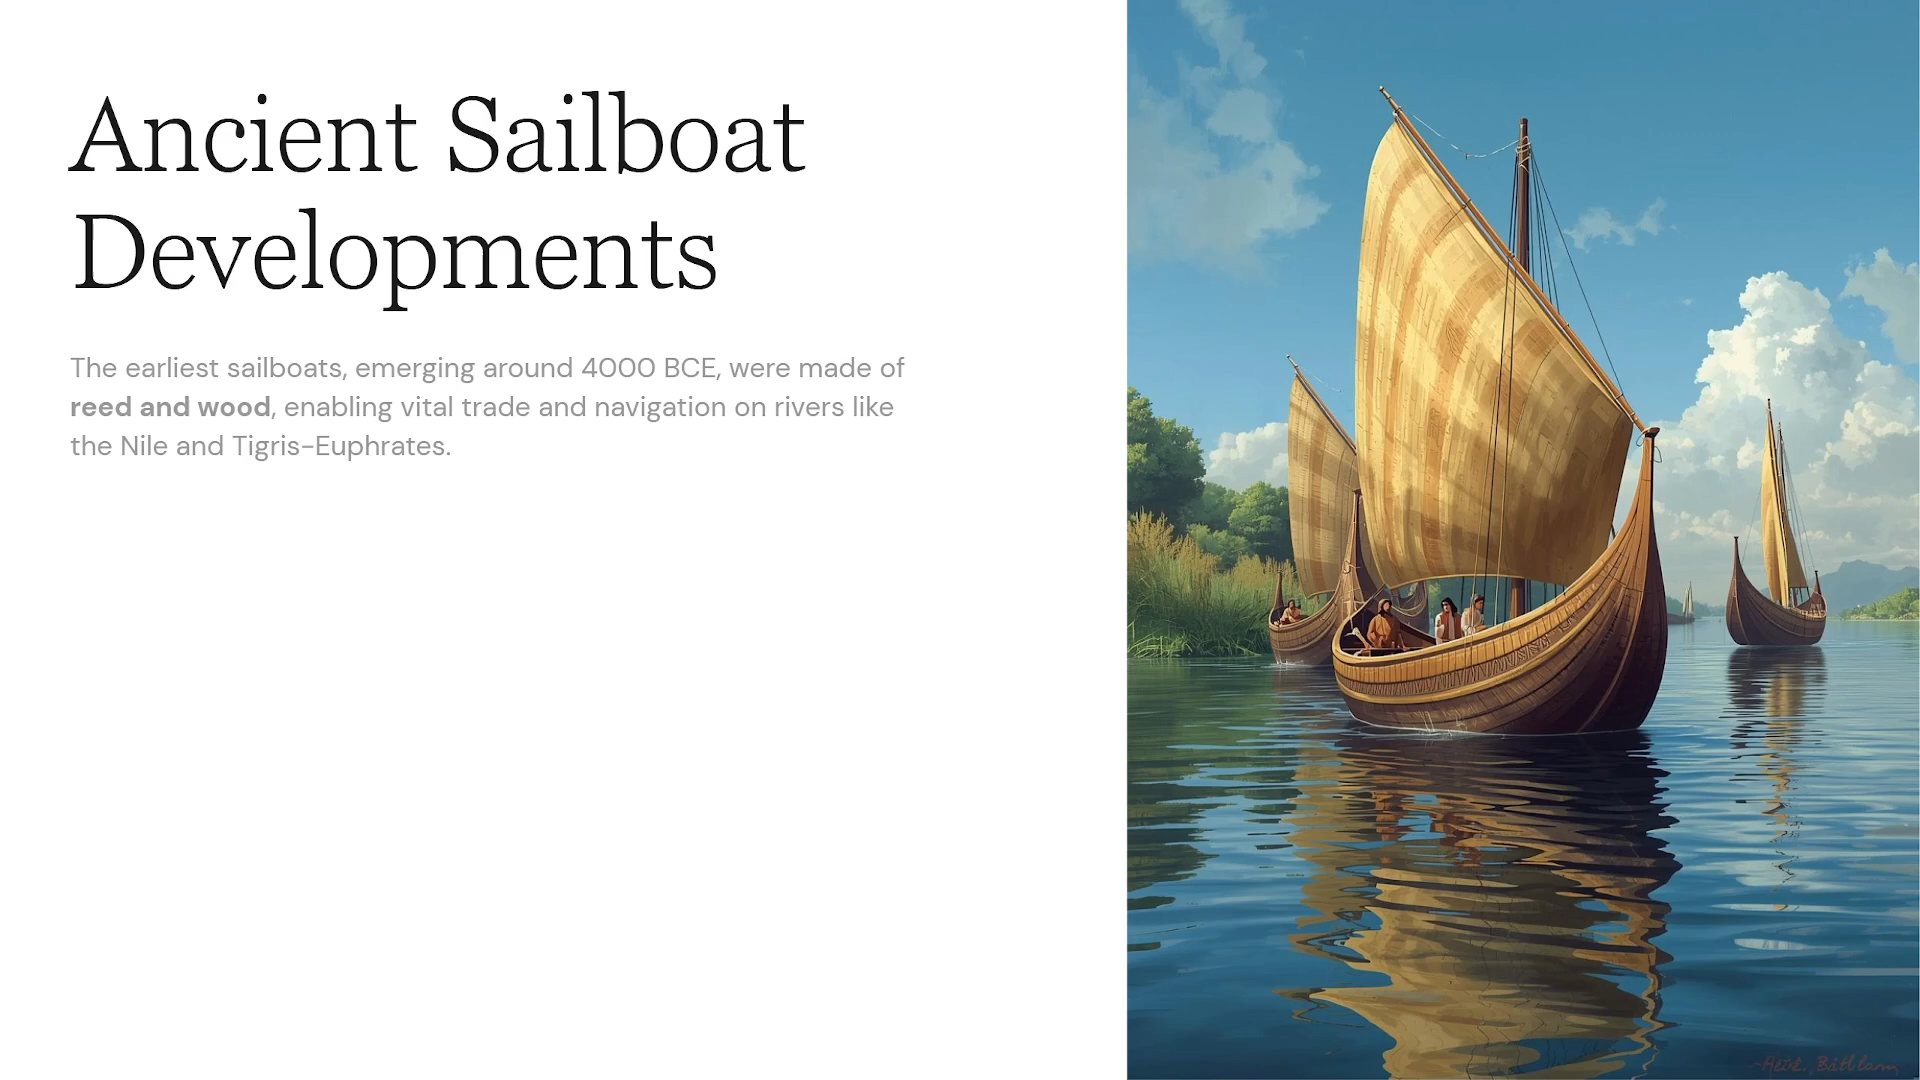 Ancient Sailboat
Developments
The earliest sailboats, emerging around 4000 BCE, were made of
reed and wood, enabling vital trade and navigation on rivers like
the Nile and Tigris-Euphrates.